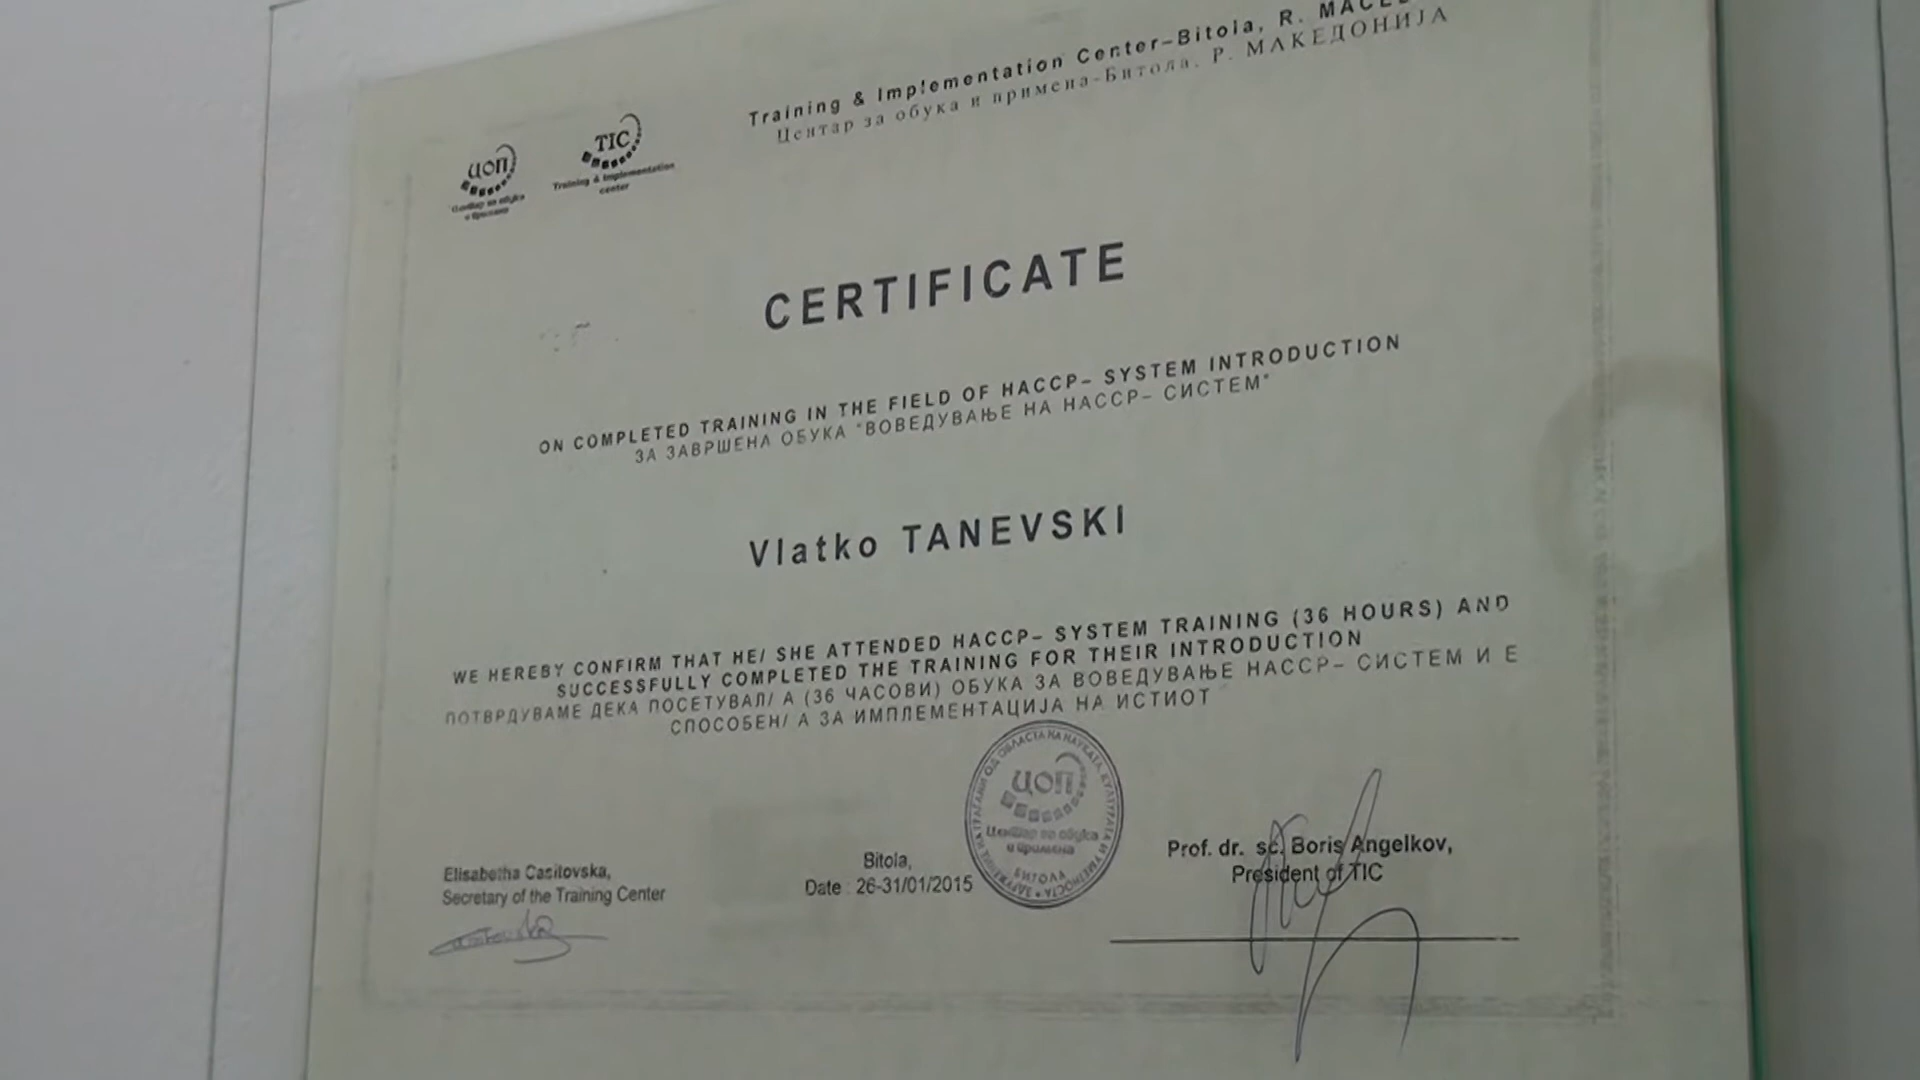 Training & Implementation Center-Bitola, R.
Центар за обука и примена-Битола, Р. МАКЕДОНИЈА
ЦОП
TIC
Training & Implementation
center
CERTIFICATE
ON COMPLETED TRAINING IN THE FIELD OF HACCP- SYSTEM INTRODUCTION
ЗА ЗАВРШЕНА ОБУКА "ВОВЕДУВАЊЕ НА НАССР- СИСТЕМ"
Vlatko TANEVSKI
WE HEREBY CONFIRM THAT HE/ SHE ATTENDED HACCP- SYSTEM TRAINING (36 HOURS) AND
SUCCESSFULLY COMPLETED THE TRAINING FOR THEIR INTRODUCTION
ПОТВРДУВАМЕ ДЕКА ПОСЕТУВАЛ/ А (36 ЧАСОВИ) ОБУКА ЗА ВОВЕДУВАЊЕ НАССР- СИСТЕМ И Е
СПОСОБЕН/ А ЗА ИМПЛЕМЕНТАЦИЈА НА ИСТИОТ
ЦОП
БИТОЛА
Elisabetha Casilovska,
Secretary of the Training Center
Bitola,
Date : 26-31/01/2015
Prof. dr. sc. Boris Angelkov,
President of TIC